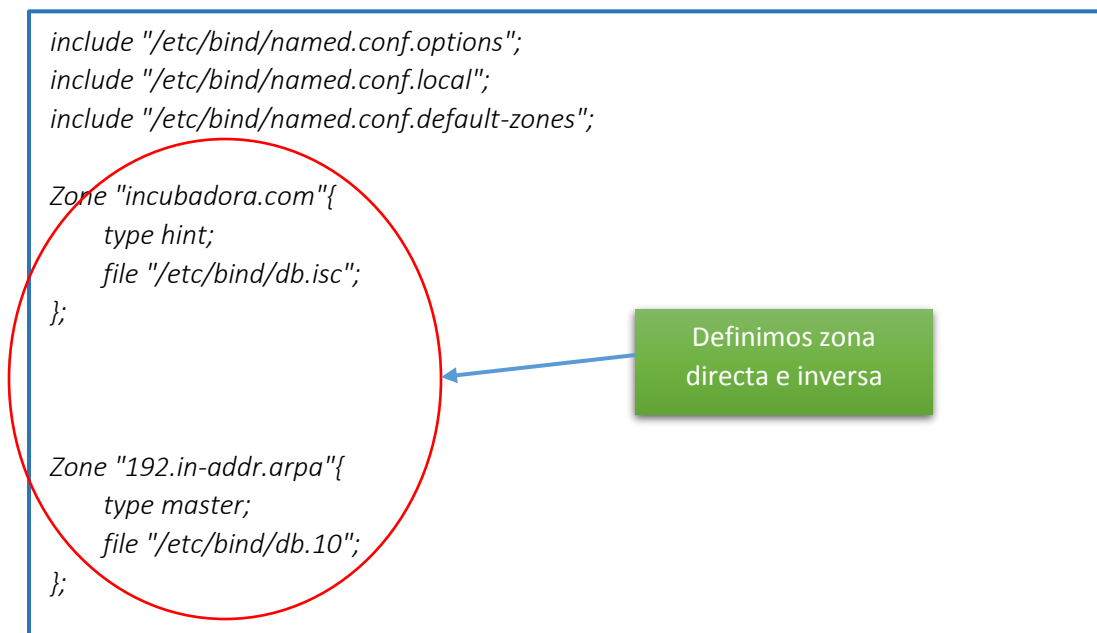 include "/etc/bind/named.conf.options";
include "/etc/bind/named.conf.local";
include "/etc/bind/named.conf.default-zones";
Zone "incubadora.com"{
type hint;
file "/etc/bind/db.isc";
};
Definimos zona
directa e inversa
Zone "192.in-addr.arpa"{
type master;
file "/etc/bind/db.10";
};